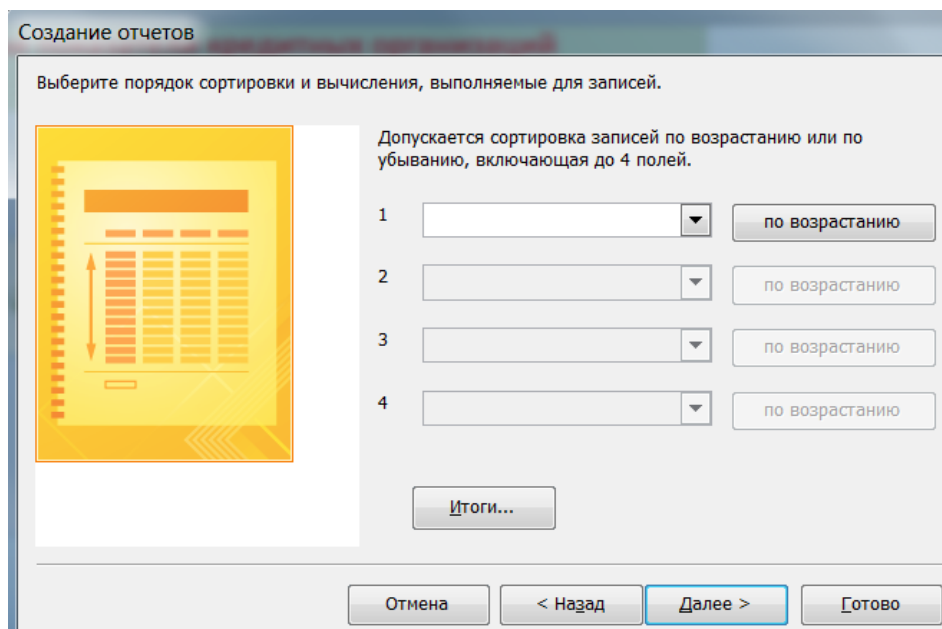 Создание отчетов
кредитных организаций
Выберите порядок сортировки и вычисления, выполняемые для записей.
Допускается сортировка записей по возрастанию или по
убыванию, включающая до 4 полей.
1 по возрастанию
2 по возрастанию
3 по возрастанию
4 по возрастанию
Итоги...
Отмена < Назад Далее > Готово